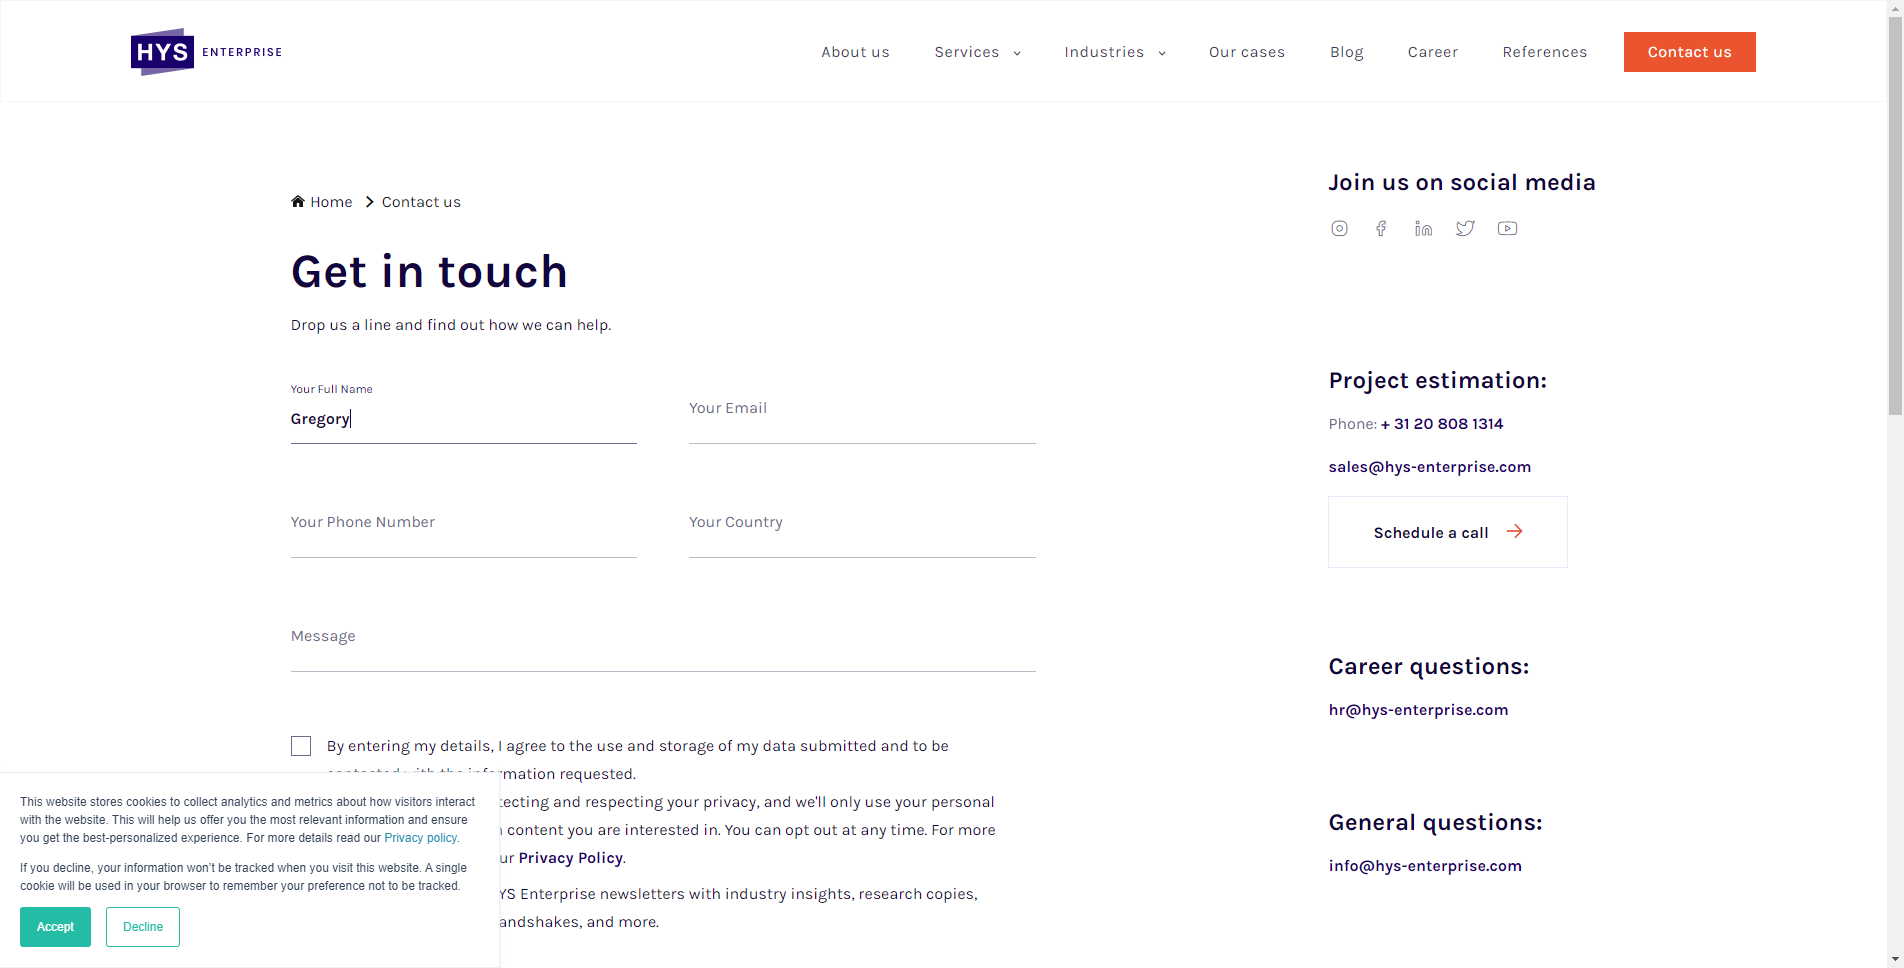 HYS ENTERPRISE
About us Services Industries Our cases Blog Career References Contact us
Home Contact us
Get in touch
Drop us a line and find out how we can help.
Your Full Name
Gregory
Your Email
Your Phone Number
Your Country
Message
By entering my details, I agree to the use and storage of my data submitted and to be
mation requested.
tecting and respecting your privacy, and we'll only use your personal
content you are interested in. You can opt out at any time. For more
ur Privacy Policy.
YS Enterprise newsletters with industry insights, research copies,
andshakes, and more.
This website stores cookies to collect analytics and metrics about how visitors interact
with the website. This will help us offer you the most relevant information and ensure
you get the best-personalized experience. For more details read our Privacy policy.
If you decline, your information won't be tracked when you visit this website. A single
cookie will be used in your browser to remember your preference not to be tracked.
Accept Decline
Join us on social media
Project estimation:
Phone: + 31 20 808 1314
sales@hys-enterprise.com
Schedule a call
Career questions:
hr@hys-enterprise.com
General questions:
info@hys-enterprise.com